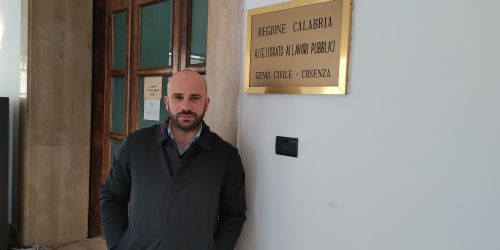 REGIONE CALABRIA
ASSESSORATO AI LAVORI PUBBLICI
GENIO CIVILE - COSENZA